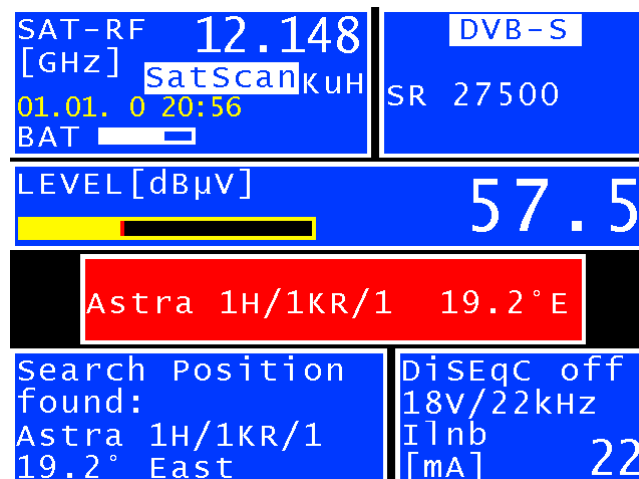 SAT-RF 12.148
[GHz] SatScan KuH
01.01. 0 20:56
BAT
DVB-S
SR 27500
LEVEL[dBµV] 57.5
Astra 1H/1KR/1 19.2°E
Search Position
found:
Astra 1H/1KR/1
19.2° East
DiSEqC off
18V/22kHz
Ilnb
[mA] 22